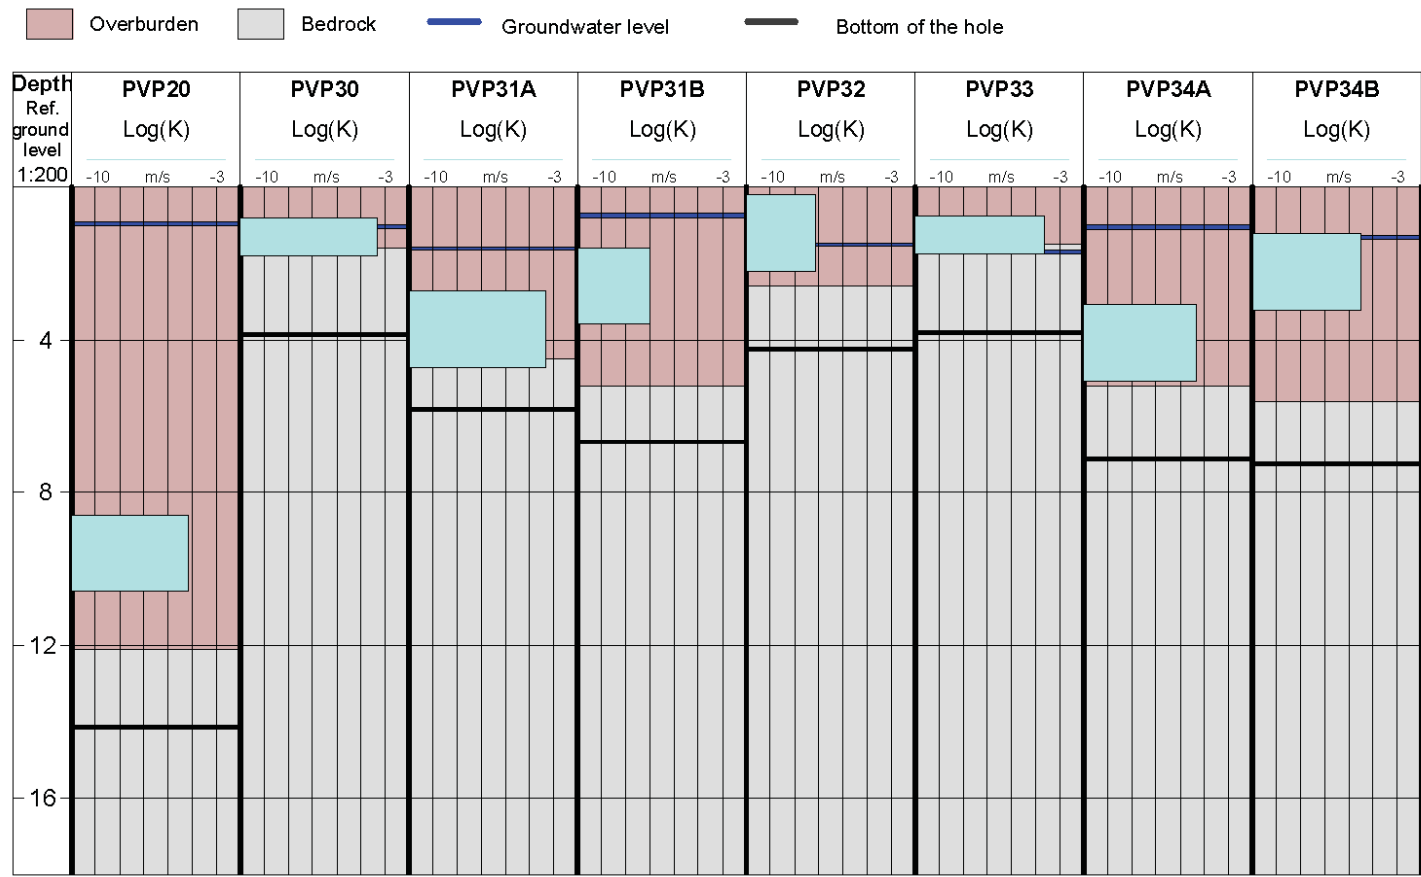 Overburden Bedrock Groundwater level Bottom of the hole
Depth PVP20 PVP30 PVP31A PVP31B PVP32 PVP33 PVP34A PVP34B
Ref.
ground Log(K) Log(K) Log(K) Log(K) Log(K) Log(K) Log(K) Log(K)
level
1:200 -10 m/s -3 -10 m/s -3 -10 m/s -3 -10 m/s -3 -10 m/s -3 -10 m/s -3 -10 m/s -3 -10 m/s -3
4
8
12
16